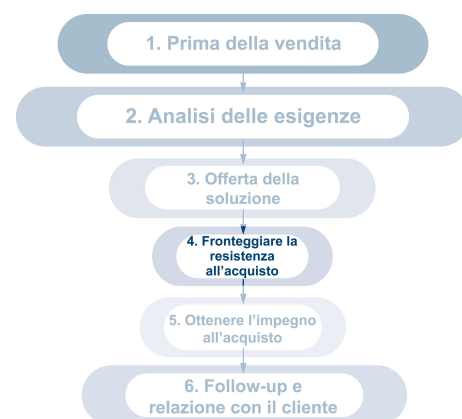 1. Prima della vendita
2. Analisi delle esigenze
3. Offerta della
soluzione
4. Fronteggiare la
resistenza
all'acquisto
5. Ottenere l'impegno
all'acquisto
6. Follow-up e
relazione con il cliente